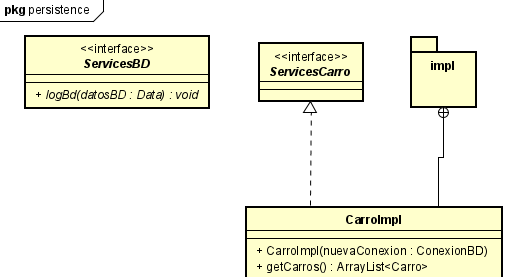 pkg persistence
<<interface>>
ServicesBD
+ logBd(datosBD : Data) : void
<<interface>>
ServicesCarro
impl
CarroImpl
+ CarroImpl(nuevaConexion : ConexionBD)
+ getCarros() : ArrayList<Carro>